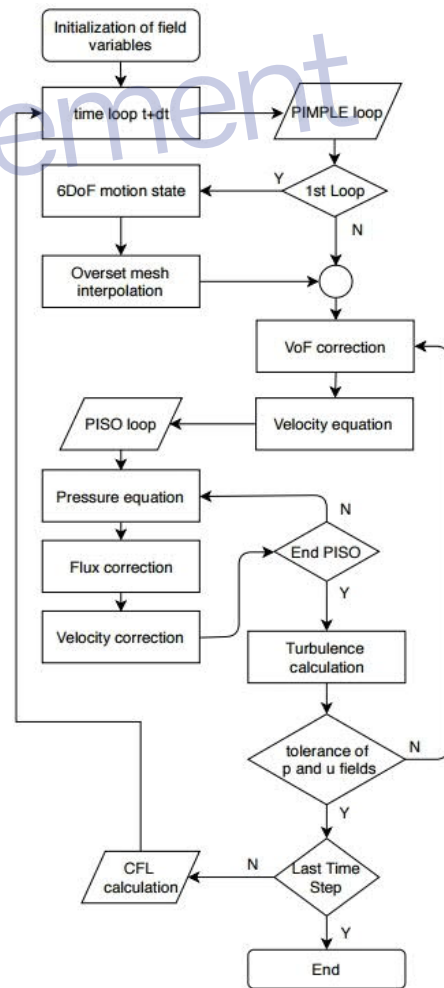 Initialization of field
variables
time loop t+dt
PIMPLE loop
ement
6DoF motion state
Y
1st Loop
N
Overset mesh
interpolation
VoF correction
PISO loop
Velocity equation
Pressure equation
N
Flux correction
End PISO
Y
Velocity correction
Turbulence
calculation
tolerance of
p and u fields
N
Y
CFL
calculation
N
Last Time
Step
Y
End